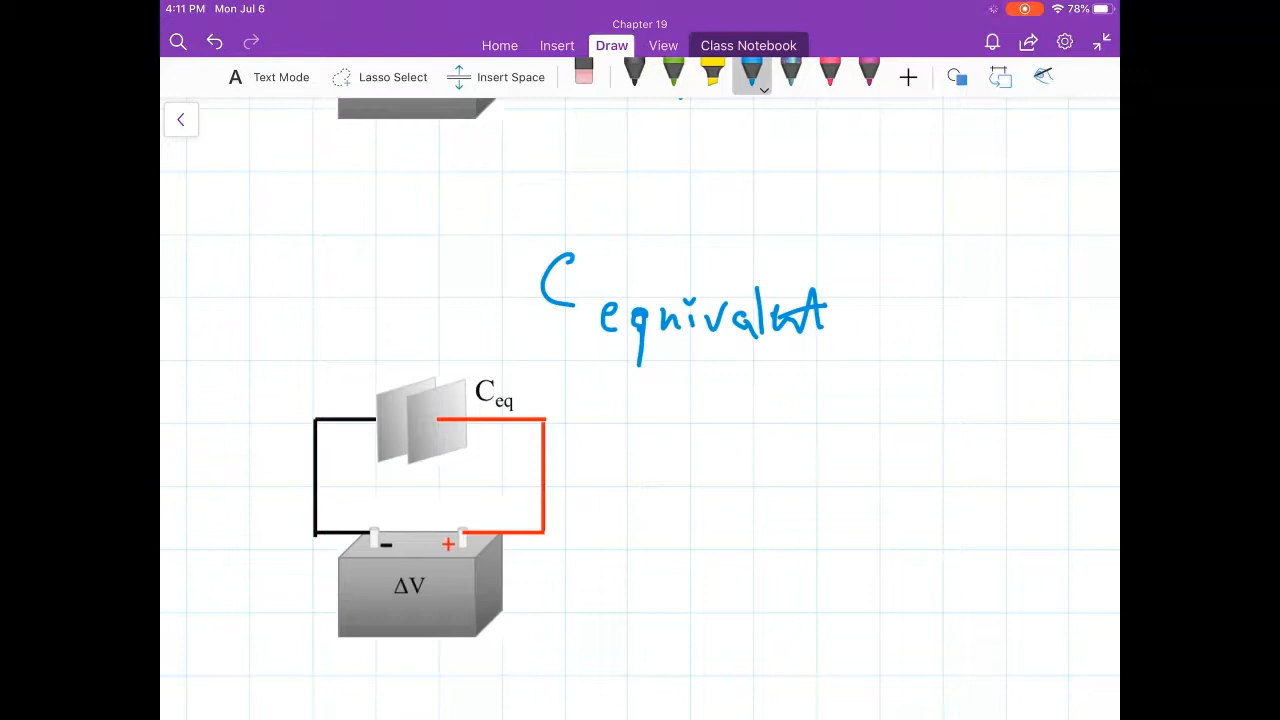 4:11 PM Mon Jul 6
78%
Chapter 19
Home Insert Draw View Class Notebook
A Text Mode Lasso Select Insert Space
C equivalent
Ceq
- +
ΔV